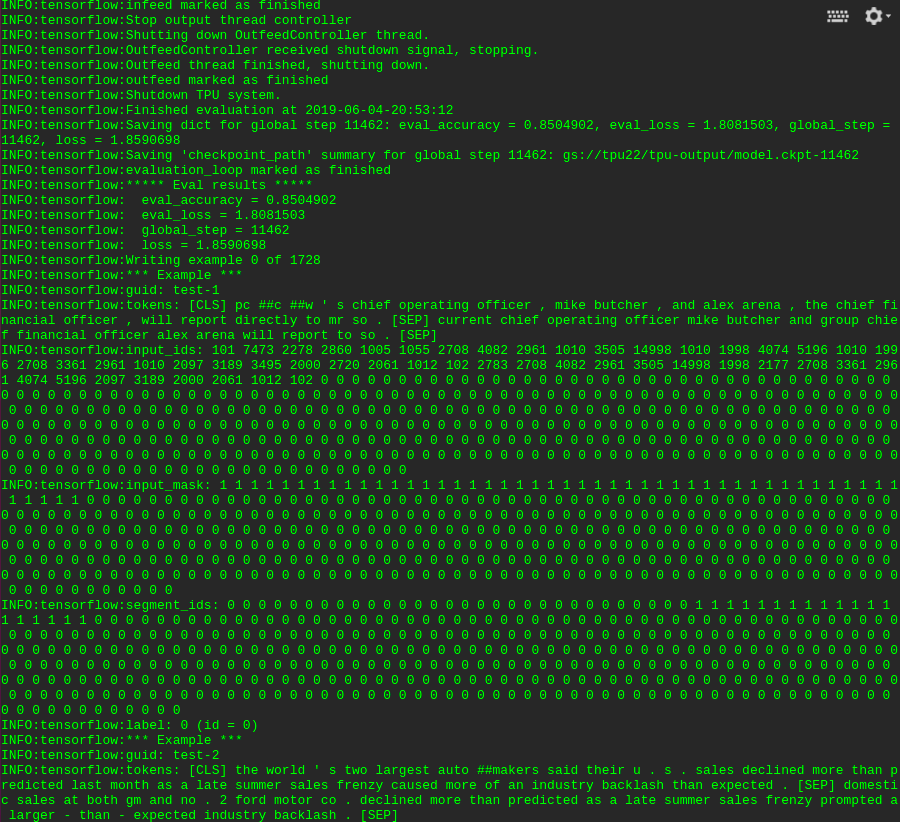 INFO:tensorflow:infeed marked as finished
INFO:tensorflow:Stop output thread controller
INFO:tensorflow:Shutting down OutfeedController thread.
INFO:tensorflow:OutfeedController received shutdown signal, stopping.
INFO:tensorflow:Outfeed thread finished, shutting down.
INFO:tensorflow:outfeed marked as finished
INFO:tensorflow:Shutdown TPU system.
INFO:tensorflow:Finished evaluation at 2019-06-04-20:53:12
INFO:tensorflow:Saving dict for global step 11462: eval_accuracy = 0.8504902, eval_loss = 1.8081503, global_step =
11462, loss = 1.8590698
INFO:tensorflow:Saving 'checkpoint_path' summary for global step 11462: gs://tpu22/tpu-output/model.ckpt-11462
INFO:tensorflow:evaluation_loop marked as finished
INFO:tensorflow:***** Eval results *****
INFO:tensorflow:  eval_accuracy = 0.8504902
INFO:tensorflow:  eval_loss = 1.8081503
INFO:tensorflow:  global_step = 11462
INFO:tensorflow:  loss = 1.8590698
INFO:tensorflow:Writing example 0 of 1728
INFO:tensorflow:*** Example ***
INFO:tensorflow:guid: test-1
INFO:tensorflow:tokens: [CLS] pc ##c ##w ' s chief operating officer , mike butcher , and alex arena , the chief fi
nancial officer , will report directly to mr so . [SEP] current chief operating officer mike butcher and group chie
f financial officer alex arena will report to so . [SEP]
INFO:tensorflow:input_ids: 101 7473 2278 2860 1005 1055 2708 4082 2961 1010 3505 14998 1010 1998 4074 5196 1010 199
6 2708 3361 2961 1010 2097 3189 3495 2000 2720 2061 1012 102 2783 2708 4082 2961 3505 14998 1998 2177 2708 3361 296
1 4074 5196 2097 3189 2000 2061 1012 102 0 0 0 0 0 0 0 0 0 0 0 0 0 0 0 0 0 0 0 0 0 0 0 0 0 0 0 0 0 0 0 0 0 0 0 0 0
0 0 0 0 0 0 0 0 0 0 0 0 0 0 0 0 0 0 0 0 0 0 0 0 0 0 0 0 0 0 0 0 0 0 0 0 0 0 0 0 0 0 0 0 0 0 0 0 0 0 0 0 0 0 0 0 0 0
0 0 0 0 0 0 0 0 0 0 0 0 0 0 0 0 0 0 0 0 0 0 0 0 0 0 0 0 0 0 0 0 0 0 0 0 0 0 0 0 0 0 0 0 0 0 0 0 0 0 0 0 0 0 0 0 0
0 0 0 0 0 0 0 0 0 0 0 0 0 0 0 0 0 0 0 0 0 0 0 0 0 0 0 0 0 0 0 0 0 0 0 0 0 0 0 0 0 0 0 0 0 0 0 0 0 0 0 0 0 0 0 0 0 0
0 0 0 0 0 0 0 0 0 0 0 0 0 0 0 0 0 0 0 0 0 0 0 0 0 0 0 0 0 0 0 0 0 0 0 0 0 0 0 0 0 0 0 0 0 0 0 0 0 0 0 0 0 0 0 0 0
0 0 0 0 0 0 0 0 0 0 0 0 0 0 0 0 0 0 0 0 0 0 0 0 0 0 0 0 0 0 0 0 0 0 0 0 0 0 0 0 0 0 0 0 0 0 0 0 0 0 0 0 0 0 0 0 0 0
0 0 0 0 0 0 0 0 0 0 0 0 0 0 0 0 0 0 0 0 0 0 0 0 0 0
INFO:tensorflow:input_mask: 1 1 1 1 1 1 1 1 1 1 1 1 1 1 1 1 1 1 1 1 1 1 1 1 1 1 1 1 1 1 1 1 1 1 1 1 1 1 1 1 1 1 1 1
1 1 1 1 1 0 0 0 0 0 0 0 0 0 0 0 0 0 0 0 0 0 0 0 0 0 0 0 0 0 0 0 0 0 0 0 0 0 0 0 0 0 0 0 0 0 0 0 0 0 0 0 0 0 0 0 0
0 0 0 0 0 0 0 0 0 0 0 0 0 0 0 0 0 0 0 0 0 0 0 0 0 0 0 0 0 0 0 0 0 0 0 0 0 0 0 0 0 0 0 0 0 0 0 0 0 0 0 0 0 0 0 0 0 0
0 0 0 0 0 0 0 0 0 0 0 0 0 0 0 0 0 0 0 0 0 0 0 0 0 0 0 0 0 0 0 0 0 0 0 0 0 0 0 0 0 0 0 0 0 0 0 0 0 0 0 0 0 0 0 0 0
0 0 0 0 0 0 0 0 0 0 0 0 0 0 0 0 0 0 0 0 0 0 0 0 0 0 0 0 0 0 0 0 0 0 0 0 0 0 0 0 0 0 0 0 0 0 0 0 0 0 0 0 0 0 0 0 0 0
0 0 0 0 0 0 0 0 0 0 0 0 0 0 0 0 0 0 0 0 0 0 0 0 0 0 0 0 0 0 0 0 0 0 0 0 0 0 0 0 0 0 0 0 0 0 0 0 0 0 0 0 0 0 0 0 0
0 0 0 0 0 0 0 0 0 0 0 0 0 0 0 0 0 0 0 0 0 0 0 0 0 0 0 0 0 0 0 0 0 0 0 0 0 0 0 0 0 0 0 0 0 0 0 0 0 0 0 0 0 0 0 0 0 0
0 0 0 0 0 0 0 0 0 0 0
INFO:tensorflow:segment_ids: 0 0 0 0 0 0 0 0 0 0 0 0 0 0 0 0 0 0 0 0 0 0 0 0 0 0 0 0 0 0 1 1 1 1 1 1 1 1 1 1 1 1 1
1 1 1 1 1 1 0 0 0 0 0 0 0 0 0 0 0 0 0 0 0 0 0 0 0 0 0 0 0 0 0 0 0 0 0 0 0 0 0 0 0 0 0 0 0 0 0 0 0 0 0 0 0 0 0 0 0 0
0 0 0 0 0 0 0 0 0 0 0 0 0 0 0 0 0 0 0 0 0 0 0 0 0 0 0 0 0 0 0 0 0 0 0 0 0 0 0 0 0 0 0 0 0 0 0 0 0 0 0 0 0 0 0 0 0
0 0 0 0 0 0 0 0 0 0 0 0 0 0 0 0 0 0 0 0 0 0 0 0 0 0 0 0 0 0 0 0 0 0 0 0 0 0 0 0 0 0 0 0 0 0 0 0 0 0 0 0 0 0 0 0 0 0
0 0 0 0 0 0 0 0 0 0 0 0 0 0 0 0 0 0 0 0 0 0 0 0 0 0 0 0 0 0 0 0 0 0 0 0 0 0 0 0 0 0 0 0 0 0 0 0 0 0 0 0 0 0 0 0 0
0 0 0 0 0 0 0 0 0 0 0 0 0 0 0 0 0 0 0 0 0 0 0 0 0 0 0 0 0 0 0 0 0 0 0 0 0 0 0 0 0 0 0 0 0 0 0 0 0 0 0 0 0 0 0 0 0 0
0 0 0 0 0 0 0 0 0 0 0 0 0 0 0 0 0 0 0 0 0 0 0 0 0 0 0 0 0 0 0 0 0 0 0 0 0 0 0 0 0 0 0 0 0 0 0 0 0 0 0 0 0 0 0 0 0
0 0 0 0 0 0 0 0 0 0 0 0
INFO:tensorflow:label: 0 (id = 0)
INFO:tensorflow:*** Example ***
INFO:tensorflow:guid: test-2
INFO:tensorflow:tokens: [CLS] the world ' s two largest auto ##makers said their u . s . sales declined more than p
redicted last month as a late summer sales frenzy caused more of an industry backlash than expected . [SEP] domesti
c sales at both gm and no . 2 ford motor co . declined more than predicted as a late summer sales frenzy prompted a
larger - than - expected industry backlash . [SEP]